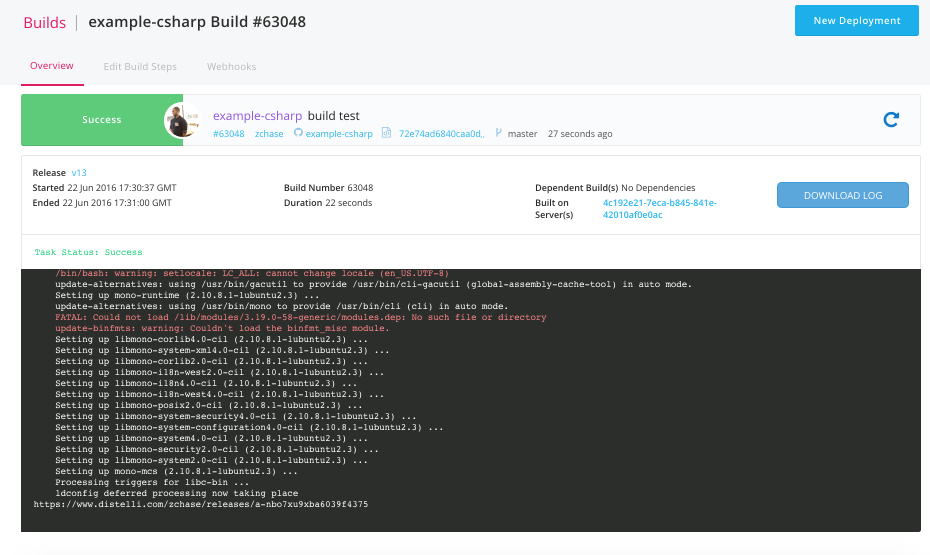 Builds | example-csharp Build #63048
New Deployment
Overview Edit Build Steps Webhooks
Success
example-csharp build test
#63048 zchase example-csharp 72e74ad6840caa0d.. master 27 seconds ago
Release v13
Started 22 Jun 2016 17:30:37 GMT
Ended 22 Jun 2016 17:31:00 GMT
Build Number 63048
Duration 22 seconds
Dependent Build(s) No Dependencies
Built on 4c192e21-7eca-b845-841e-
Server(s) 42010af0e0ac
DOWNLOAD LOG
Task Status: Success
/bin/bash: warning: setlocale: LC_ALL: cannot change locale (en_US.UTF-8)
update-alternatives: using /usr/bin/gacutil to provide /usr/bin/cli-gacutil (global-assembly-cache-tool) in auto mode.
Setting up mono-runtime (2.10.8.1-1ubuntu2.3) ...
update-alternatives: using /usr/bin/mono to provide /usr/bin/cli (cli) in auto mode.
FATAL: Could not load /lib/modules/3.19.0-58-generic/modules.dep: No such file or directory
update-binfmts: warning: Couldn't load the binfmt_misc module.
Setting up libmono-corlib4.0-cil (2.10.8.1-1ubuntu2.3) ...
Setting up libmono-system-xml4.0-cil (2.10.8.1-1ubuntu2.3) ...
Setting up libmono-corlib2.0-cil (2.10.8.1-1ubuntu2.3) ...
Setting up libmono-i18n-west2.0-cil (2.10.8.1-1ubuntu2.3) ...
Setting up libmono-i18n4.0-cil (2.10.8.1-1ubuntu2.3) ...
Setting up libmono-i18n-west4.0-cil (2.10.8.1-1ubuntu2.3) ...
Setting up libmono-posix2.0-cil (2.10.8.1-1ubuntu2.3) ...
Setting up libmono-system-security4.0-cil (2.10.8.1-1ubuntu2.3) ...
Setting up libmono-system-configuration4.0-cil (2.10.8.1-1ubuntu2.3) ...
Setting up libmono-system4.0-cil (2.10.8.1-1ubuntu2.3) ...
Setting up libmono-security2.0-cil (2.10.8.1-1ubuntu2.3) ...
Setting up libmono-system2.0-cil (2.10.8.1-1ubuntu2.3) ...
Setting up mono-mcs (2.10.8.1-1ubuntu2.3) ...
Processing triggers for libc-bin ...
ldconfig deferred processing now taking place
https://www.distelli.com/zchase/releases/a-nbo7xu9xba6039f4375